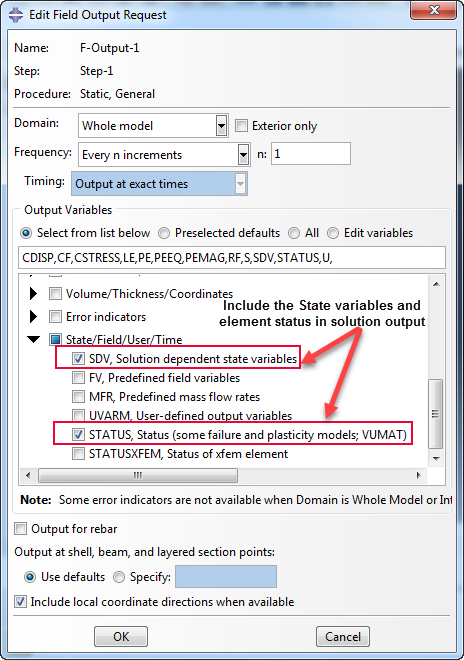 Edit Field Output Request
Name: F-Output-1
Step: Step-1
Procedure: Static, General
Domain: Whole model Exterior only
Frequency: Every n increments n: 1
Timing: Output at exact times
Output Variables
Select from list below Preselected defaults All Edit variables
CDISP,CF,CSTRESS,LE,PE,PEEQ,PEMAG,RF,S,SDV,STATUS,U,
Volume/Thickness/Coordinates
Include the State variables and
element status in solution output
Error indicators
State/Field/User/Time
SDV, Solution dependent state variables
FV, Predefined field variables
MFR, Predefined mass flow rates
UVARM, User-defined output variables
STATUS, Status (some failure and plasticity models; VUMAT)
STATUSXFEM, Status of xfem element
Note: Some error indicators are not available when Domain is Whole Model or Int
Output for rebar
Output at shell, beam, and layered section points:
Use defaults Specify:
Include local coordinate directions when available
OK Cancel